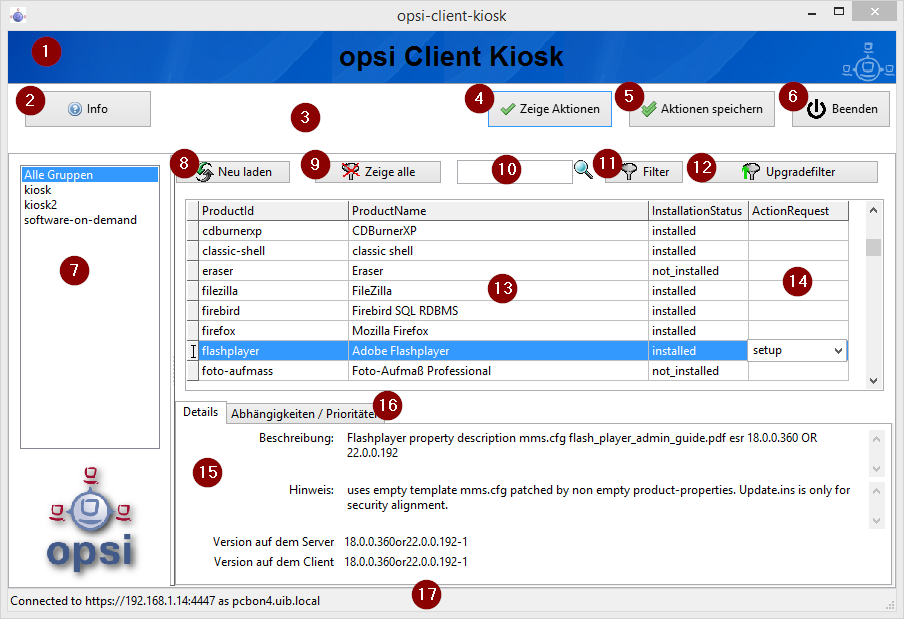 opsi-client-kiosk
1
opsi Client Kiosk
2 Info
3
4 Zeige Aktionen
5 Aktionen speichern
6 Beenden
Alle Gruppen
kiosk
kiosk2
software-on-demand
7
opsi
8 Neu laden
9 Zeige alle
10
11 Filter
12 Upgradefilter
ProductId ProductName InstallationStatus ActionRequest
cdburnerxp CDBurnerXP installed
classic-shell classic shell installed
eraser Eraser not_installed
filezilla FileZilla installed
13
14
firebird Firebird SQL RDBMS installed
firefox Mozilla Firefox installed
flashplayer Adobe Flashplayer installed setup
foto-aufmass Foto-Aufmaß Professional not_installed
Details Abhängigkeiten / Prioritäten 16
Beschreibung: Flashplayer property description mms.cfg flash_player_admin_guide.pdf esr 18.0.0.360 OR
22.0.0.192
15
Hinweis: uses empty template mms.cfg patched by non empty product-properties. Update.ins is only for
security alignment.
Version auf dem Server 18.0.0.360or22.0.0.192-1
Version auf dem Client 18.0.0.360or22.0.0.192-1
Connected to https://192.168.1.14:4447 as pcbon4.uib.local
17